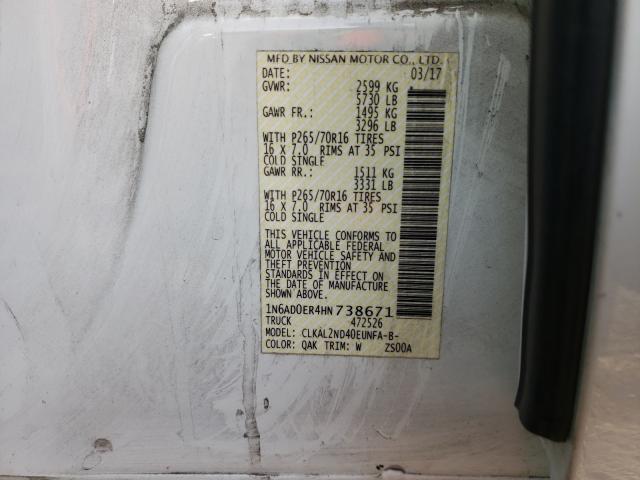 MFD BY NISSAN MOTOR CO., LTD.
DATE: 03/17
GVWR: 2599 KG
5730 LB
GAWR FR.: 1495 KG
3296 LB
WITH P265/70R16 TIRES
16 X 7.0 RIMS AT 35 PSI
COLD SINGLE
GAWR RR.: 1511 KG
3331 LB
WITH P265/70R16 TIRES
16 X 7.0 RIMS AT 35 PSI
COLD SINGLE
THIS VEHICLE CONFORMS TO
ALL APPLICABLE FEDERAL
MOTOR VEHICLE SAFETY AND
THEFT PREVENTION
STANDARDS IN EFFECT ON THE
DATE OF MANUFACTURE
SHOWN ABOVE.
1N6AD0ER4HN738671
TRUCK 472526
MODEL: CLKAL2ND40EUNFA-B-
COLOR: QAK TRIM: W ZS00A